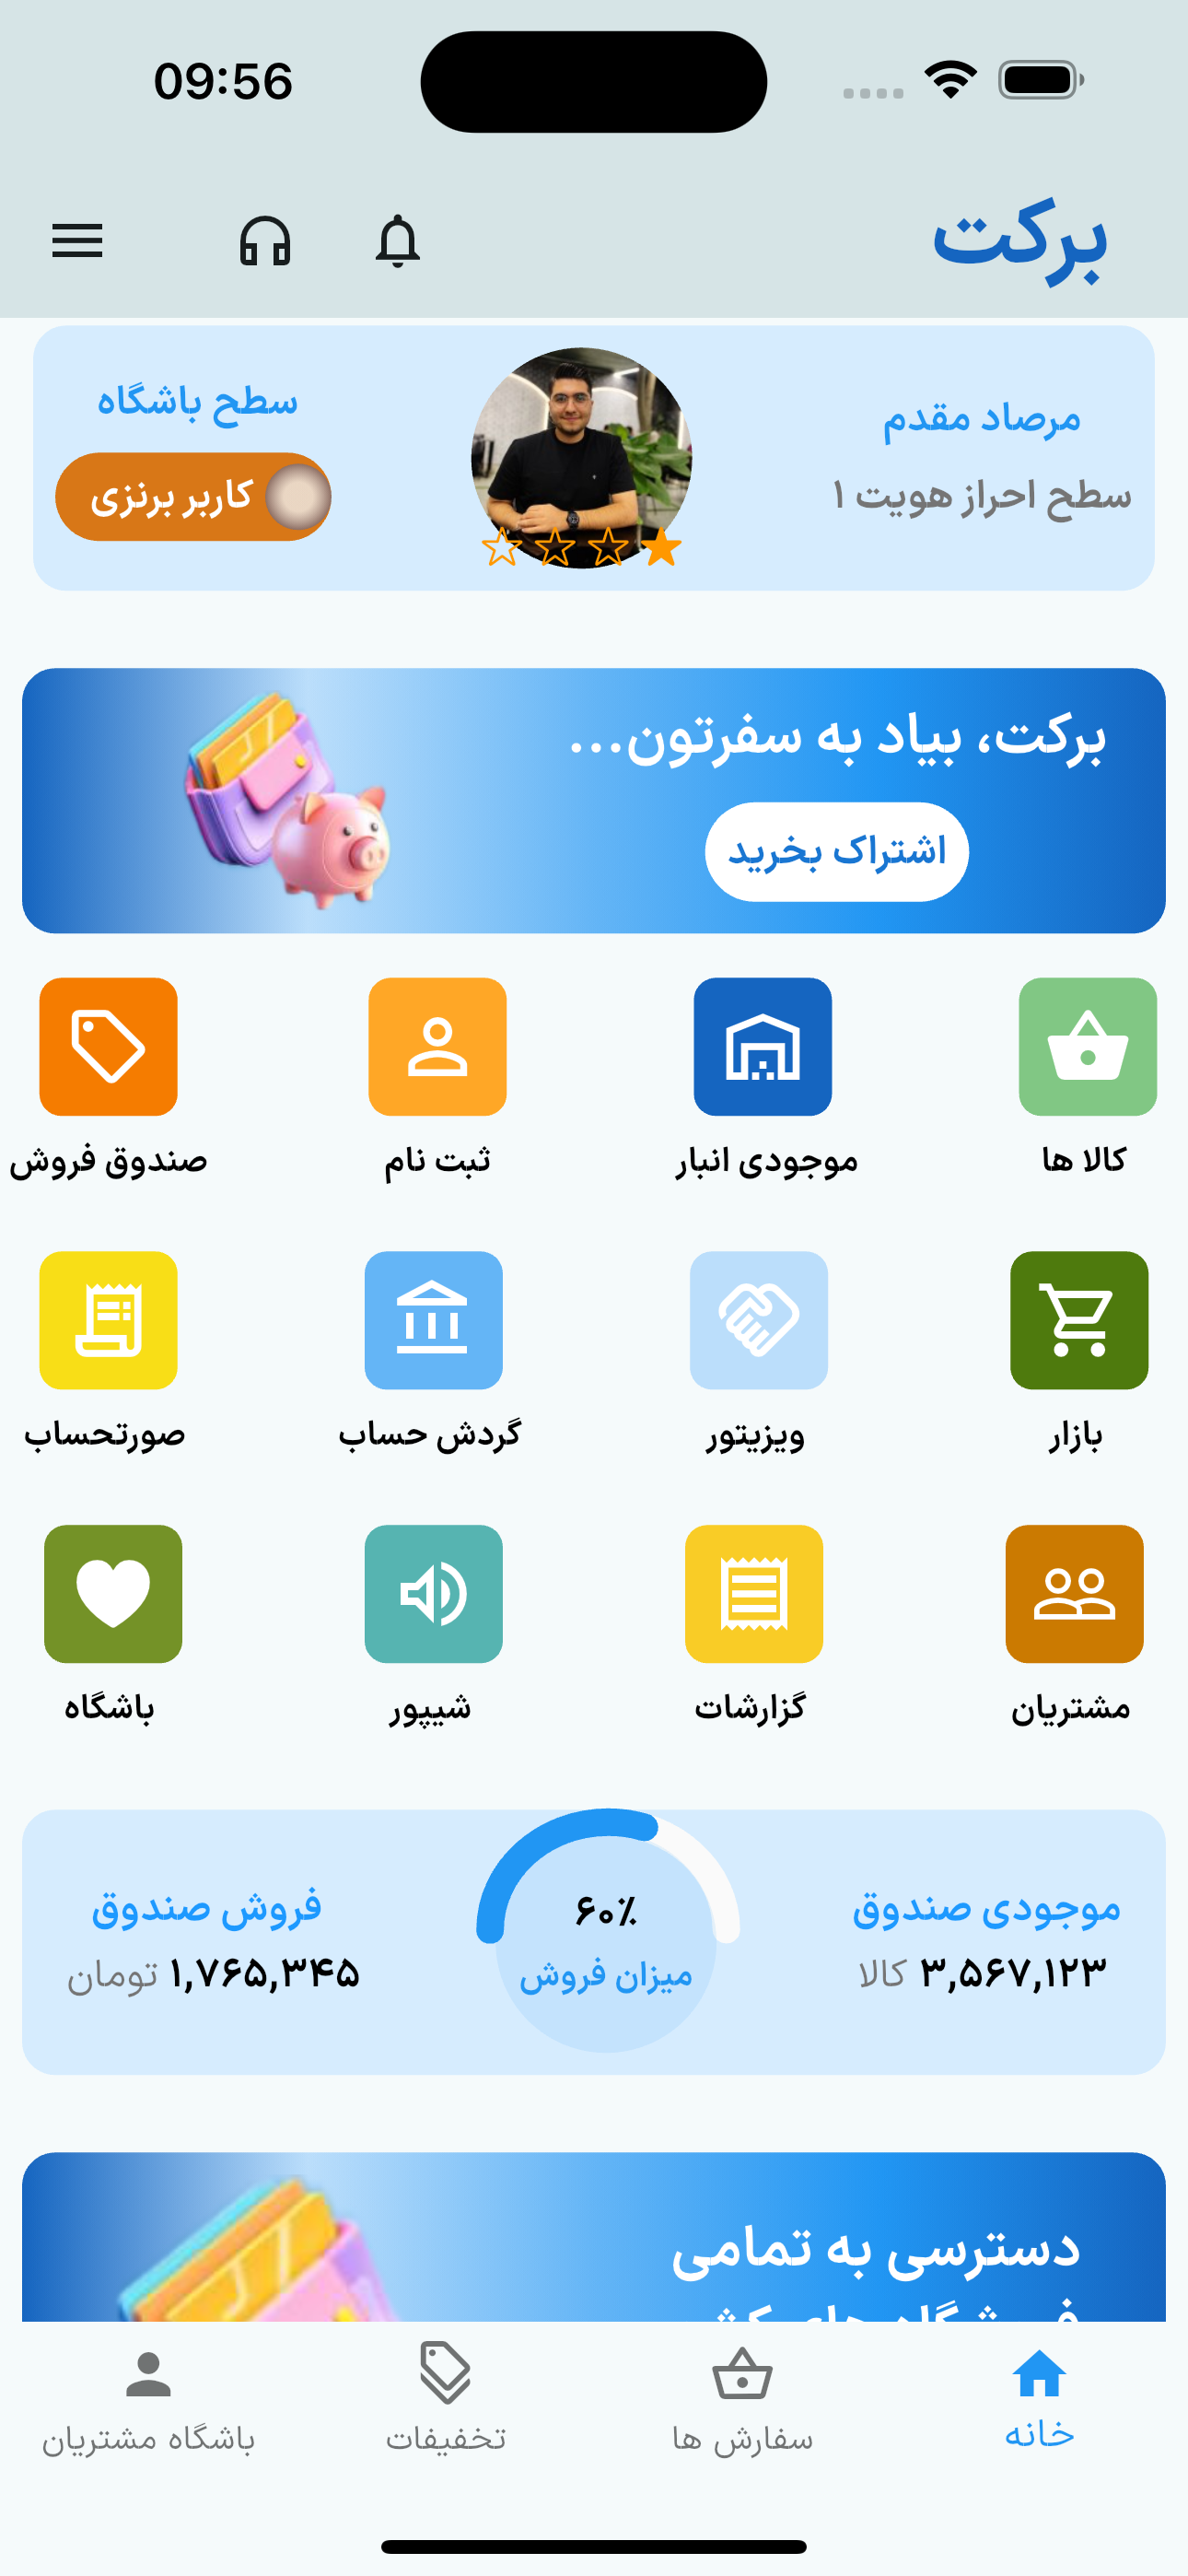 09:56
برکت
مرصاد مقدم
سطح احراز هویت ۱
سطح باشگاه
کاربر برنزی
برکت، بیاد به سفرتون...
اشتراک بخرید
کالا ها
موجودی انبار
ثبت نام
صندوق فروش
بازار
ویزیتور
گردش حساب
صورتحساب
مشتریان
گزارشات
شیپور
باشگاه
موجودی صندوق
۳,۵۶۷,۱۲۳ کالا
۶۰٪
میزان فروش
فروش صندوق
۱,۷۶۵,۳۴۵ تومان
دسترسی به تمامی
خانه
سفارش ها
تخفیفات
باشگاه مشتریان